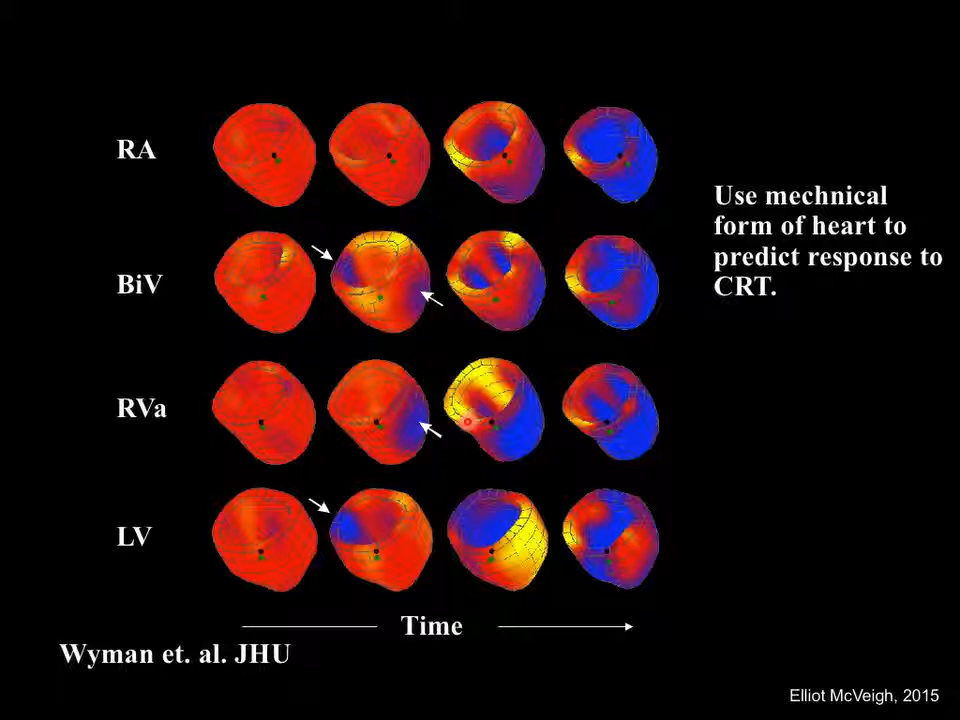 RA
BiV
RVa
LV
Use mechnical
form of heart to
predict response to
CRT.
Time
Wyman et. al. JHU
Elliot McVeigh, 2015